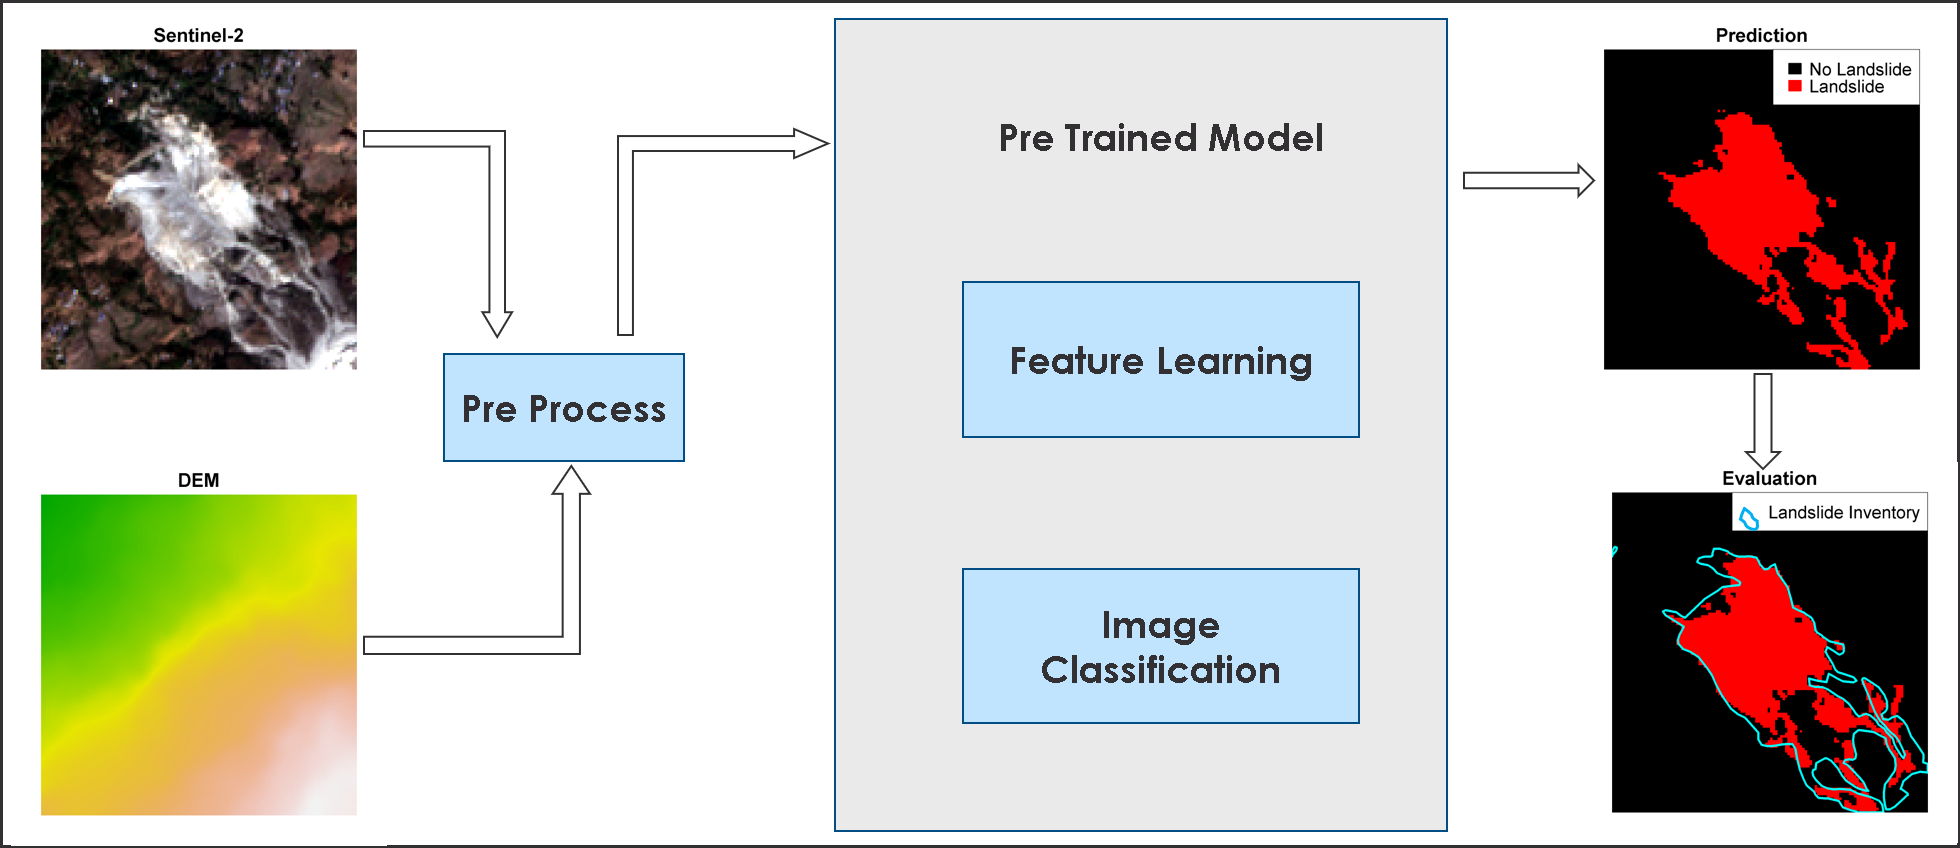 Sentinel-2
DEM
Pre Process
Pre Trained Model
Feature Learning
Image
Classification
Prediction
No Landslide
Landslide
Evaluation
Landslide Inventory